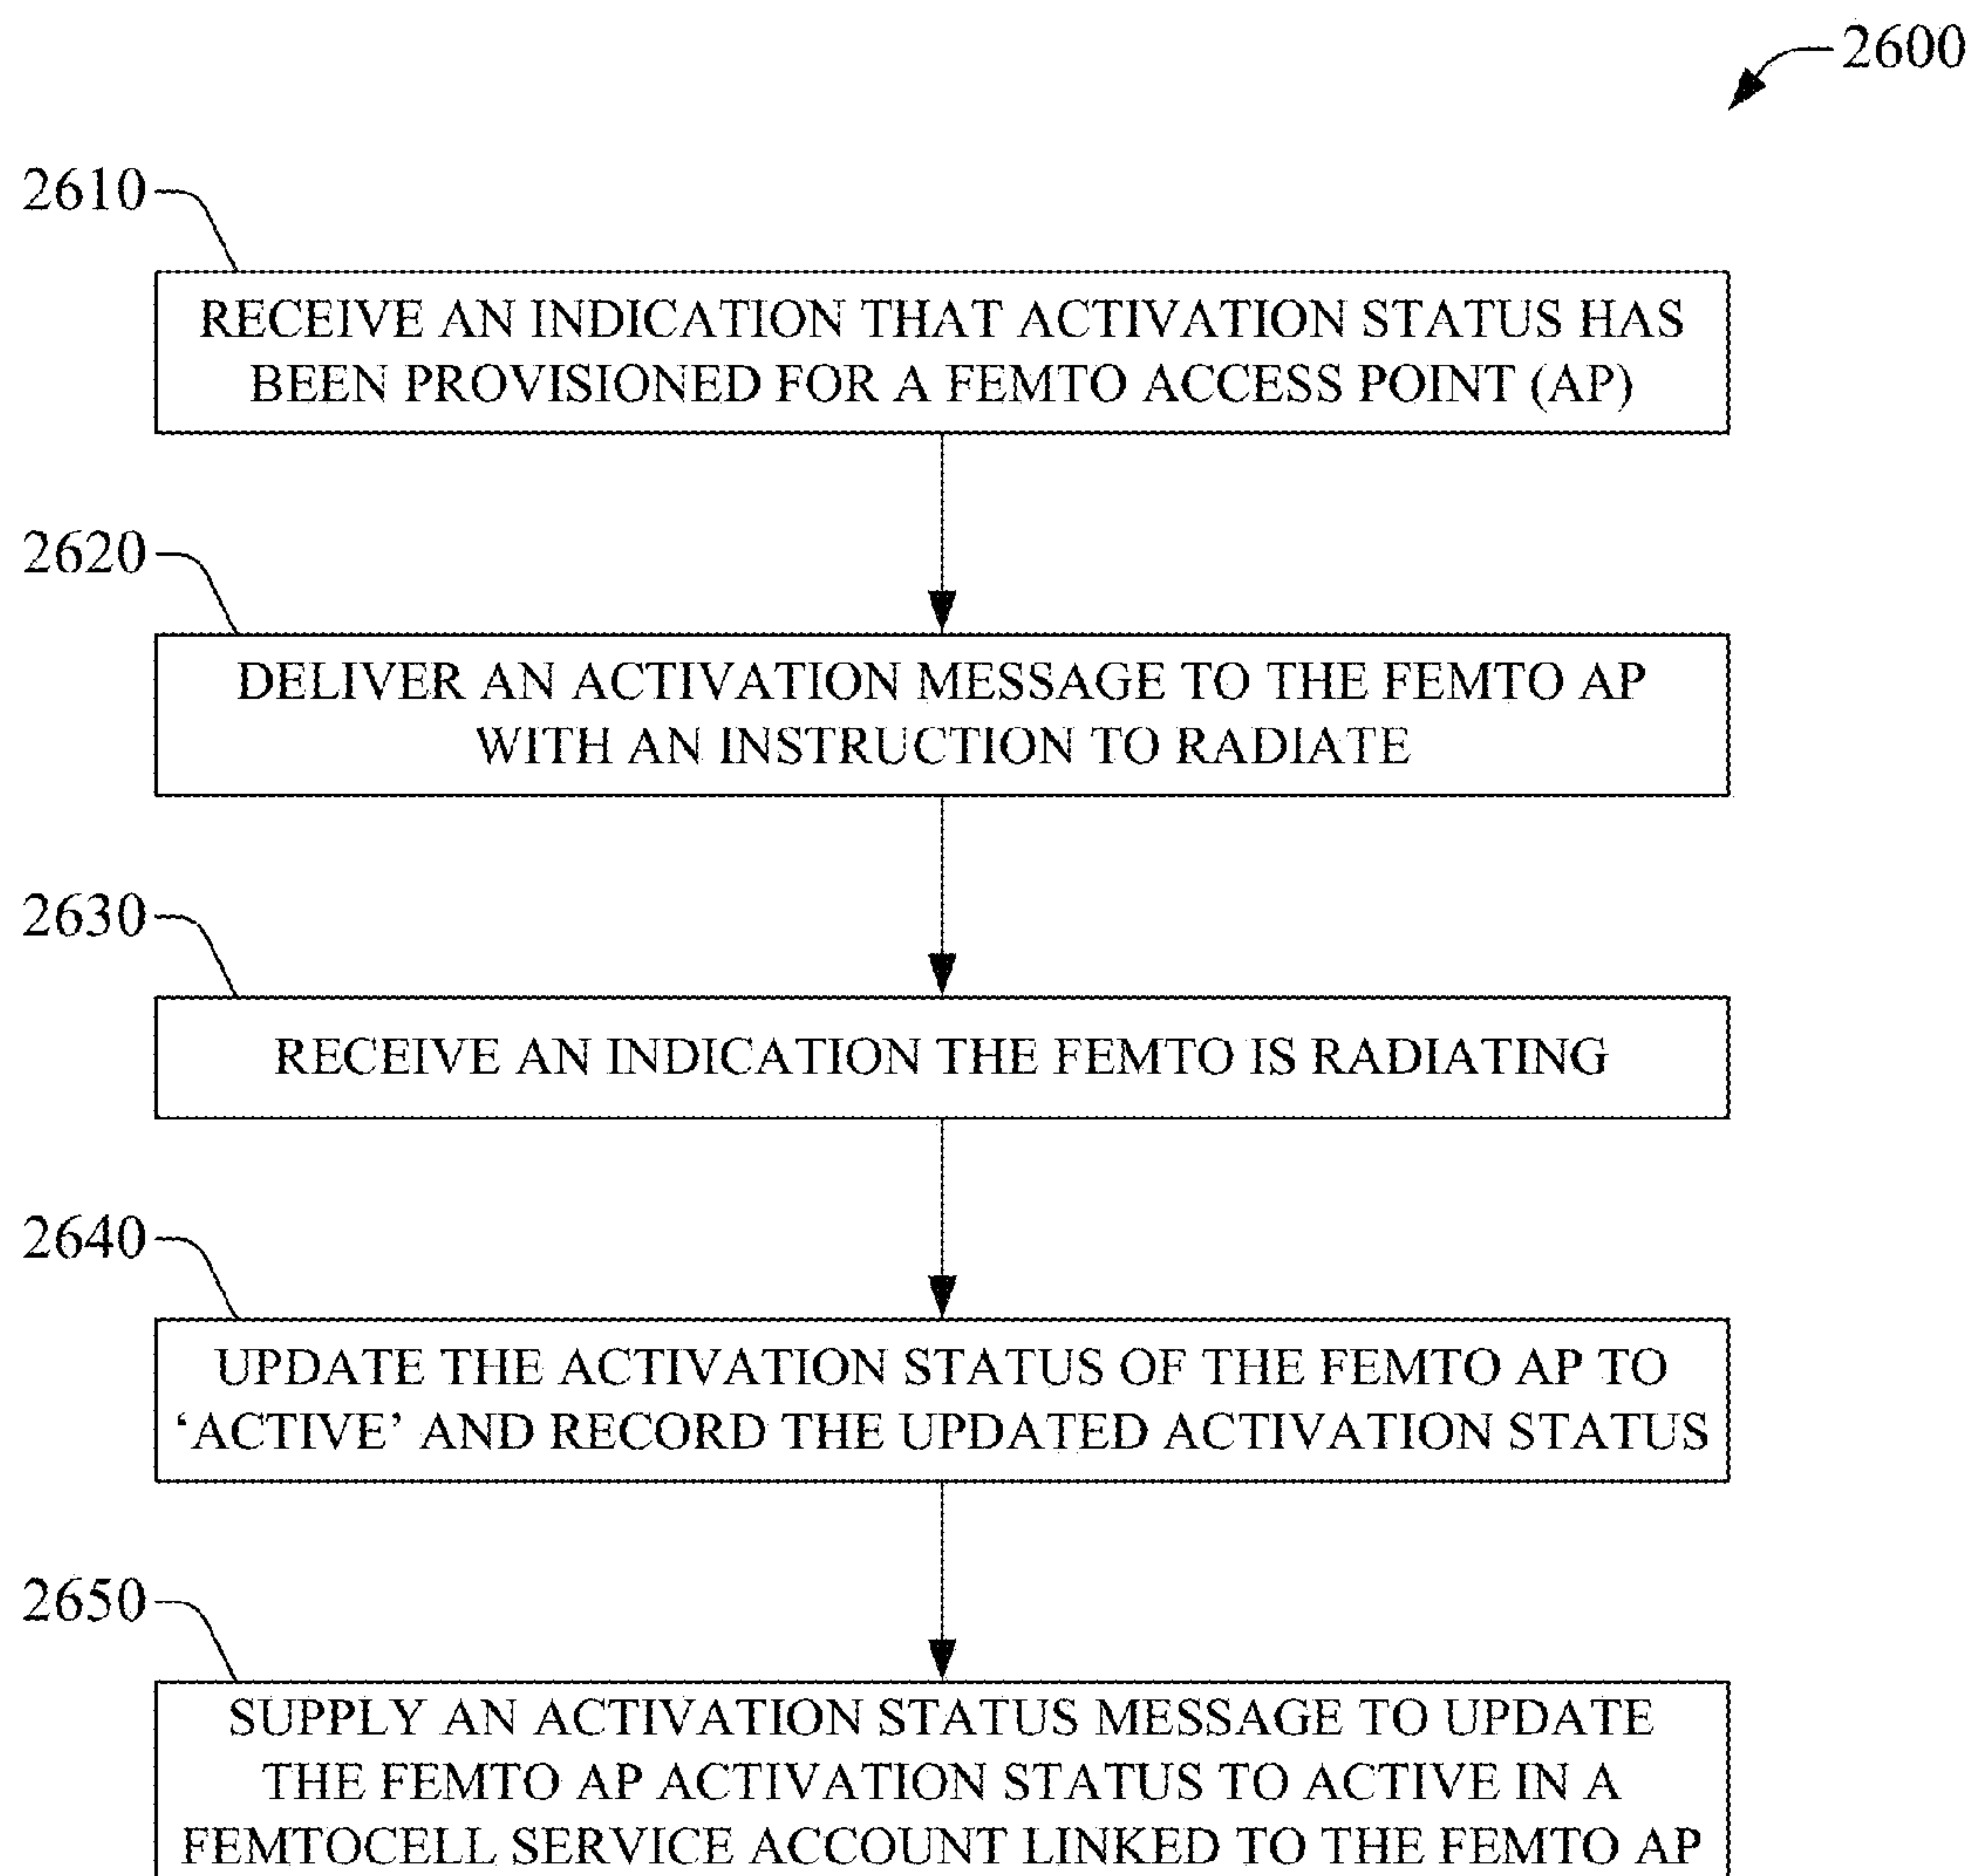 2600
2610
RECEIVE AN INDICATION THAT ACTIVATION STATUS HAS
BEEN PROVISIONED FOR A FEMTO ACCESS POINT (AP)
2620
DELIVER AN ACTIVATION MESSAGE TO THE FEMTO AP
WITH AN INSTRUCTION TO RADIATE
2630
RECEIVE AN INDICATION THE FEMTO IS RADIATING
2640
UPDATE THE ACTIVATION STATUS OF THE FEMTO AP TO
‘ACTIVE’ AND RECORD THE UPDATED ACTIVATION STATUS
2650
SUPPLY AN ACTIVATION STATUS MESSAGE TO UPDATE
THE FEMTO AP ACTIVATION STATUS TO ACTIVE IN A
FEMTOCELL SERVICE ACCOUNT LINKED TO THE FEMTO AP